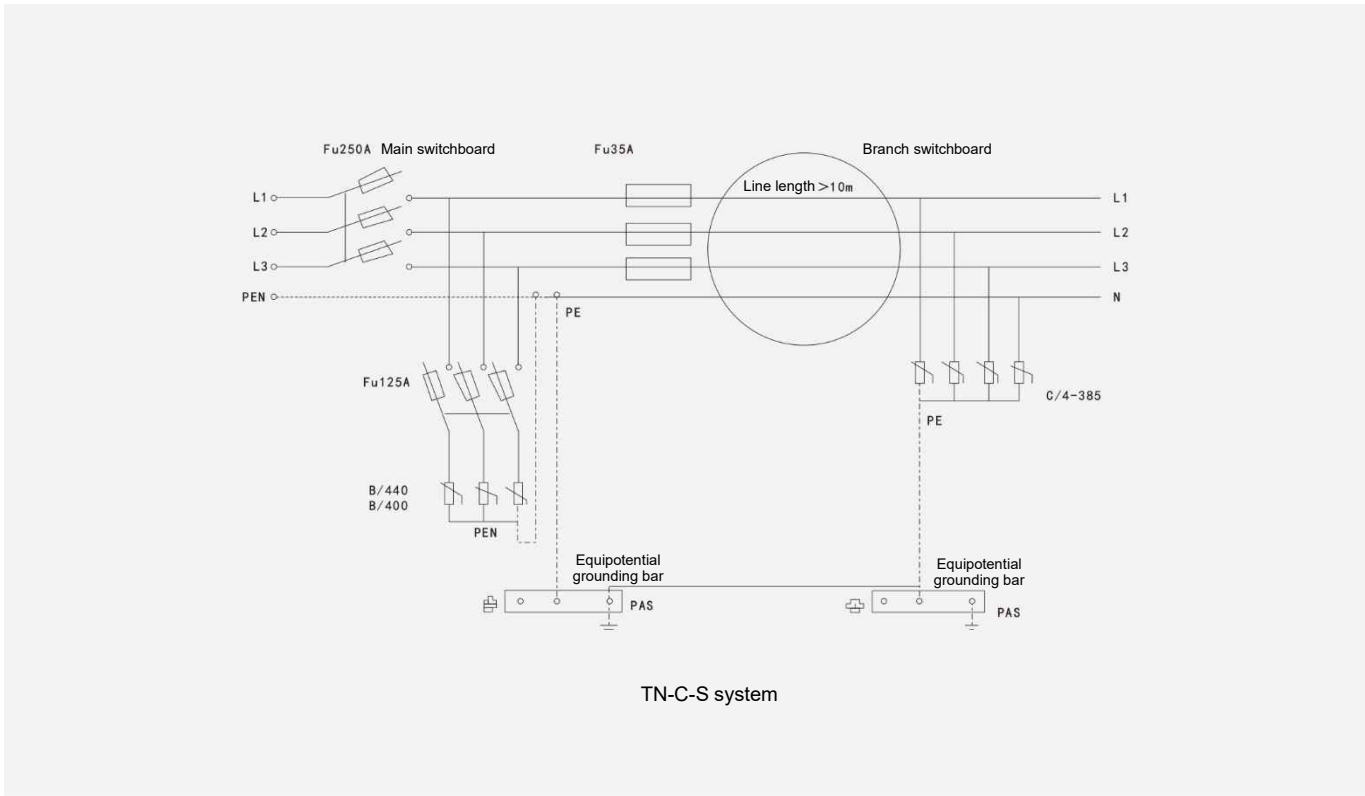 Fu250A Main switchboard
Fu35A
Branch switchboard
Line length >10m
L1
L1
L2
L2
L3
L3
PEN
N
PE
Fu125A
C/4-385
PE
B/440
B/400
PEN
Equipotential
grounding bar
PAS
Equipotential
grounding bar
PAS
TN-C-S system